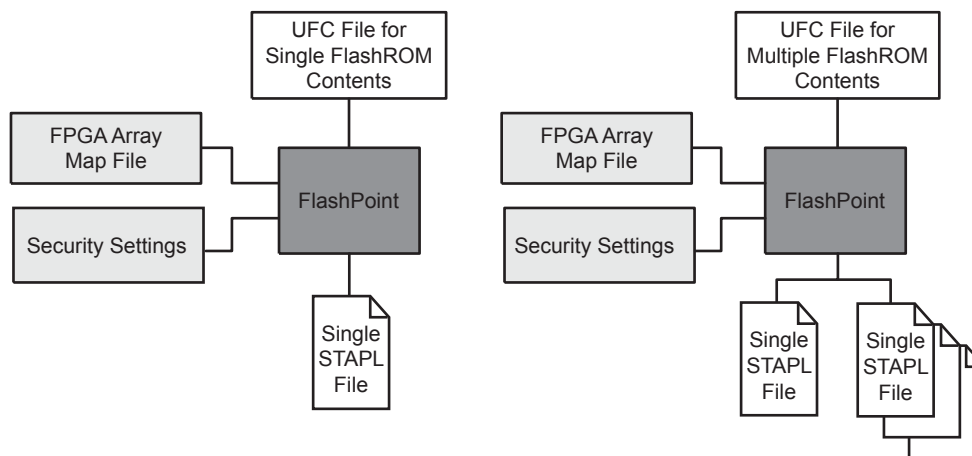 UFC File for
Single FlashROM
Contents
FPGA Array
Map File
FlashPoint
Security Settings
Single
STAPL
File
UFC File for
Multiple FlashROM
Contents
FPGA Array
Map File
FlashPoint
Security Settings
Single
STAPL
File
Single
STAPL
File